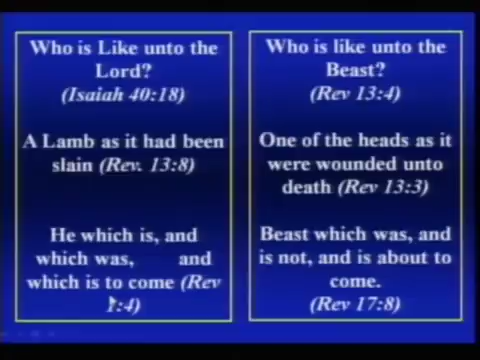 Who is Like unto the
Lord?
(Isaiah 40:18)
A Lamb as it had been
slain (Rev. 13:8)
He which is, and
which was, and
which is to come (Rev
1:4)
Who is like unto the
Beast?
(Rev 13:4)
One of the heads as it
were wounded unto
death (Rev 13:3)
Beast which was, and
is not, and is about to
come.
(Rev 17:8)